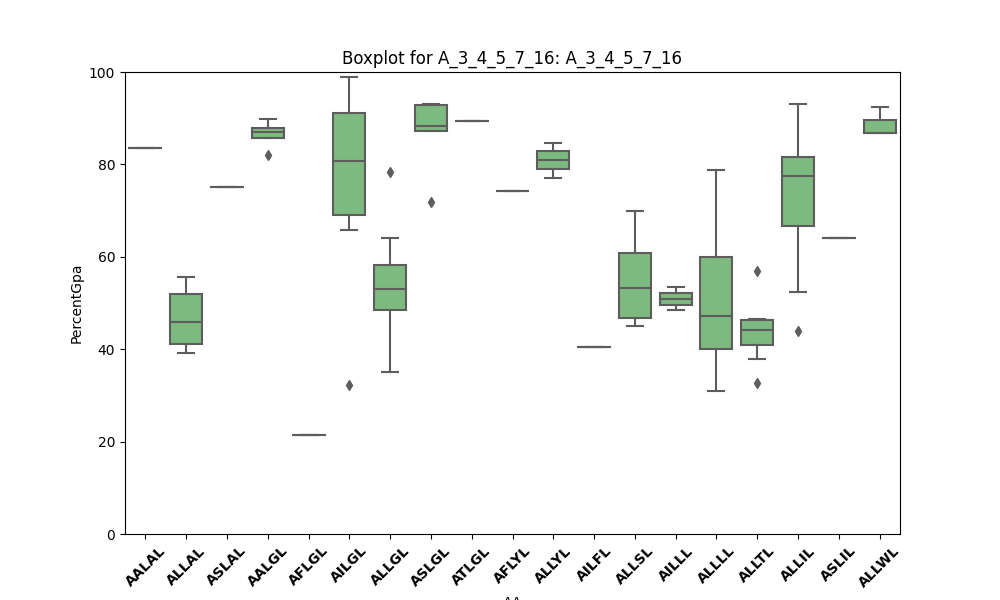 Boxplot for A_3_4_5_7_16: A_3_4_5_7_16
100
80
60
40
20
0
PercentGpa
AALAL ALLAL ASLAL AALGL AFLGL AILGL ALLGL ASLGL ATLGL AFLYL ALLYL AILFL ALLSL AILLL ALLLL ALLTL ALLIL ASLIL ALLWL